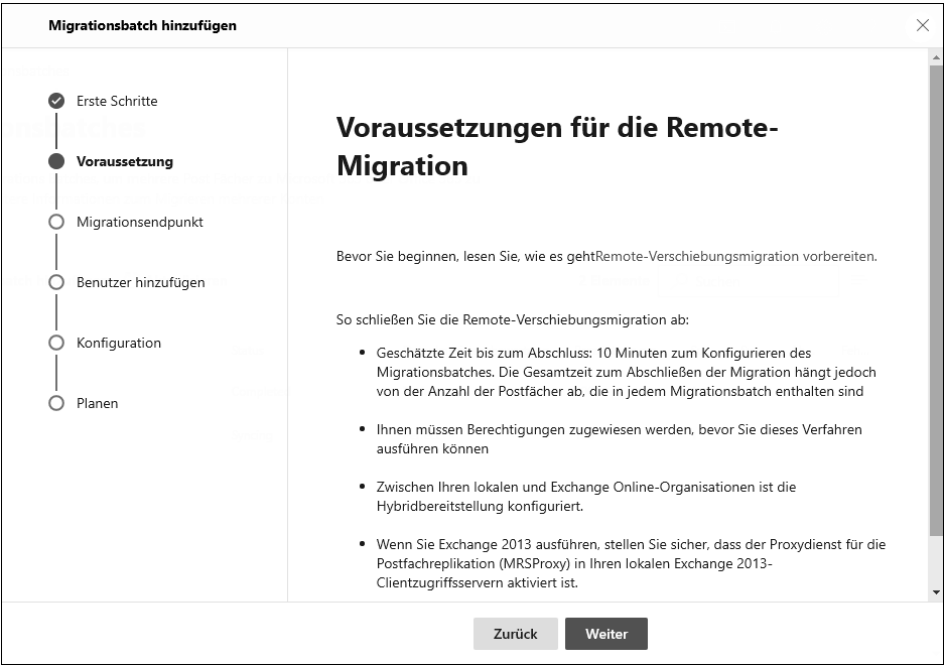 Migrationsbatch hinzufügen
Erste Schritte
Voraussetzung
Migrationsendpunkt
Benutzer hinzufügen
Konfiguration
Planen
Voraussetzungen für die Remote-
Migration
Bevor Sie beginnen, lesen Sie, wie es gehtRemote-Verschiebungsmigration vorbereiten.
So schließen Sie die Remote-Verschiebungsmigration ab:
• Geschätzte Zeit bis zum Abschluss: 10 Minuten zum Konfigurieren des
Migrationsbatches. Die Gesamtzeit zum Abschließen der Migration hängt jedoch
von der Anzahl der Postfächer ab, die in jedem Migrationsbatch enthalten sind
• Ihnen müssen Berechtigungen zugewiesen werden, bevor Sie dieses Verfahren
ausführen können
• Zwischen Ihren lokalen und Exchange Online-Organisationen ist die
Hybridbereitstellung konfiguriert.
• Wenn Sie Exchange 2013 ausführen, stellen Sie sicher, dass der Proxydienst für die
Postfachreplikation (MRSProxy) in Ihren lokalen Exchange 2013-
Clientzugriffsservern aktiviert ist.
Zurück
Weiter